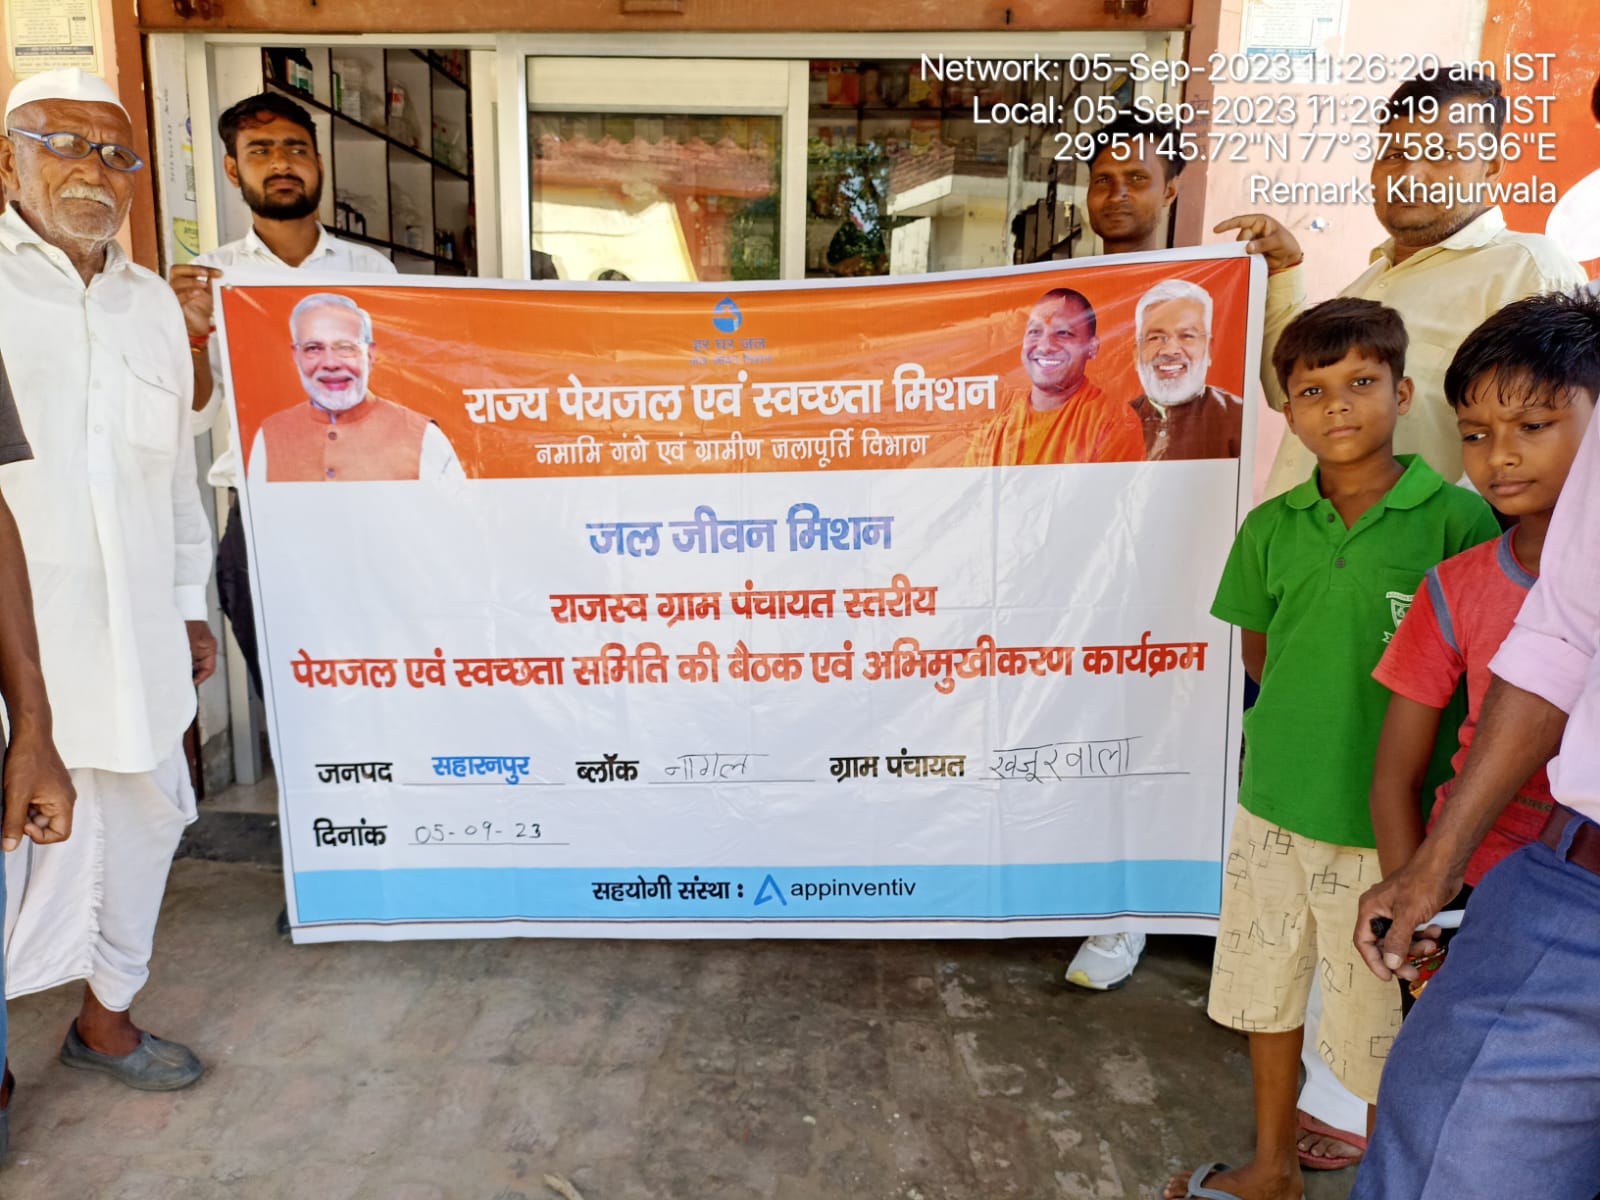 Network: 05-Sep-2023 11:26:20 am IST
Local: 05-Sep-2023 11:26:19 am IST
29°51'45.72"N 77°37'58.596"E
Remark: Khajurwala
हर घर जल
राज्य पेयजल एवं स्वच्छता मिशन
नमामि गंगे एवं ग्रामीण जलापूर्ति विभाग
जल जीवन मिशन
राजस्व ग्राम पंचायत स्तरीय
पेयजल एवं स्वच्छता समिति की बैठक एवं अभिमुखीकरण कार्यक्रम
जनपद सहारनपुर ब्लॉक नागल ग्राम पंचायत खजूरवाला
दिनांक 05-09-23
सहयोगी संस्था : appinventiv